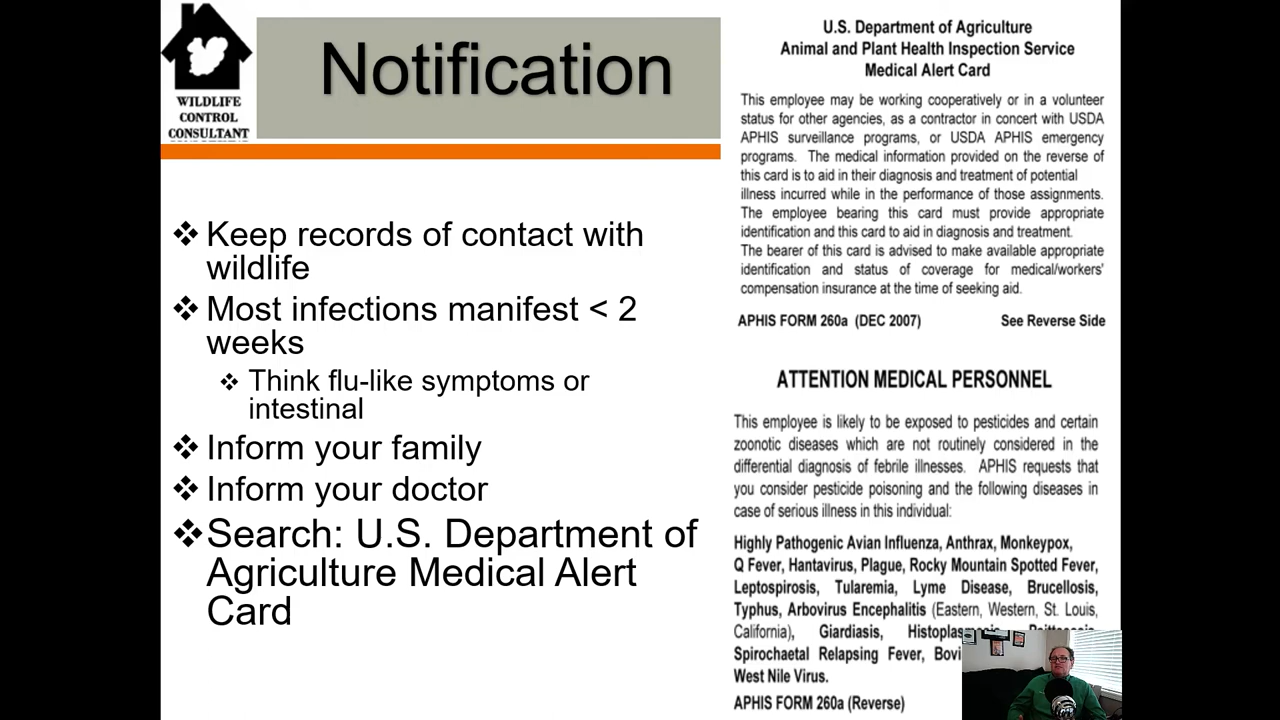 WILDLIFE
CONTROL
CONSULTANT
Notification
❖ Keep records of contact with
wildlife
❖ Most infections manifest < 2
weeks
❖ Think flu-like symptoms or
intestinal
❖ Inform your family
❖ Inform your doctor
❖ Search: U.S. Department of
Agriculture Medical Alert
Card
U.S. Department of Agriculture
Animal and Plant Health Inspection Service
Medical Alert Card
This employee may be working cooperatively or in a volunteer
status for other agencies, as a contractor in concert with USDA
APHIS surveillance programs, or USDA APHIS emergency
programs. The medical information provided on the reverse of
this card is to aid in the diagnosis and treatment of potential
illness incurred while in the performance of those assignments.
The employee bearing this card must provide appropriate
identification and this card to aid in diagnosis and treatment.
The bearer of this card is advised to make available appropriate
identification and status of coverage for medical/workers'
compensation insurance at the time of seeking aid.
APHIS FORM 260a (DEC 2007) See Reverse Side
ATTENTION MEDICAL PERSONNEL
This employee is likely to be exposed to pesticides and certain
zoonotic diseases which are not routinely considered in the
differential diagnosis of febrile illnesses. APHIS requests that
you consider pesticide poisoning and the following diseases in
case of serious illness in this individual:
Highly Pathogenic Avian Influenza, Anthrax, Monkeypox,
Q Fever, Hantavirus, Plague, Rocky Mountain Spotted Fever,
Leptospirosis, Tularemia, Lyme Disease, Brucellosis,
Typhus, Arbovirus Encephalitis (Eastern, Western, St. Louis,
California), Giardiasis,
Spirochaetal Relapsing Fever,
West Nile Virus.
APHIS FORM 260a (Reverse)